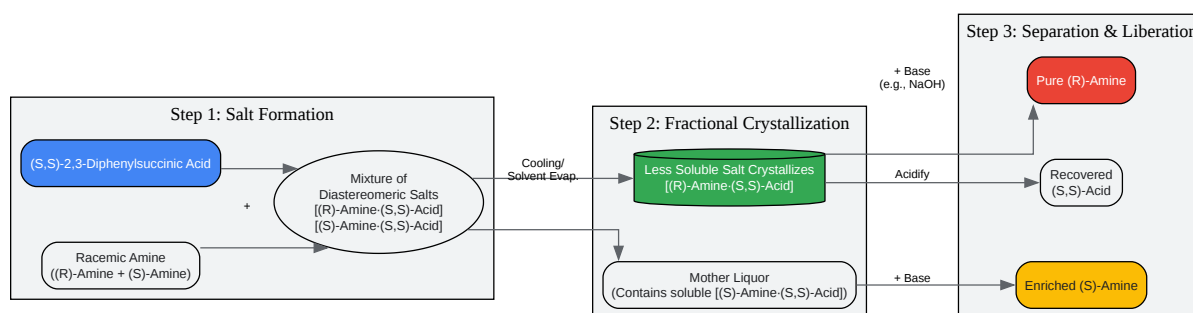 Step 1: Salt Formation
(S,S)-2,3-Diphenylsuccinic Acid
+
Racemic Amine
((R)-Amine + (S)-Amine)
Mixture of
Diastereomeric Salts
[(R)-Amine·(S,S)-Acid]
[(S)-Amine·(S,S)-Acid]
Cooling/
Solvent Evap.
Step 2: Fractional Crystallization
Less Soluble Salt Crystallizes
[(R)-Amine·(S,S)-Acid]
Mother Liquor
(Contains soluble [(S)-Amine·(S,S)-Acid])
+ Base
(e.g., NaOH)
Acidify
+ Base
Step 3: Separation & Liberation
Pure (R)-Amine
Recovered
(S,S)-Acid
Enriched (S)-Amine